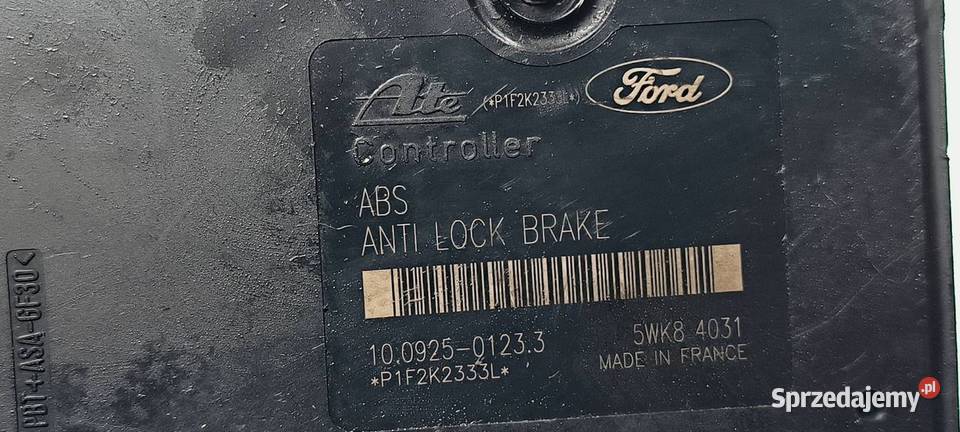 Ate (*P1F2K2333L*) Ford
Controller
ABS
ANTI LOCK BRAKE
10.0925-0123.3
5WK8 4031
*P1F2K2333L*
MADE IN FRANCE
PBT+ASA-GF30<
Sprzedajemy.pl